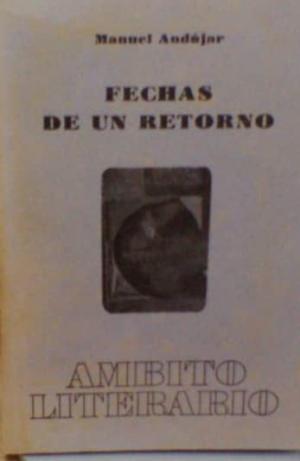 Manuel Andújar
FECHAS
DE UN RETORNO
AMBITO
LITERARIO